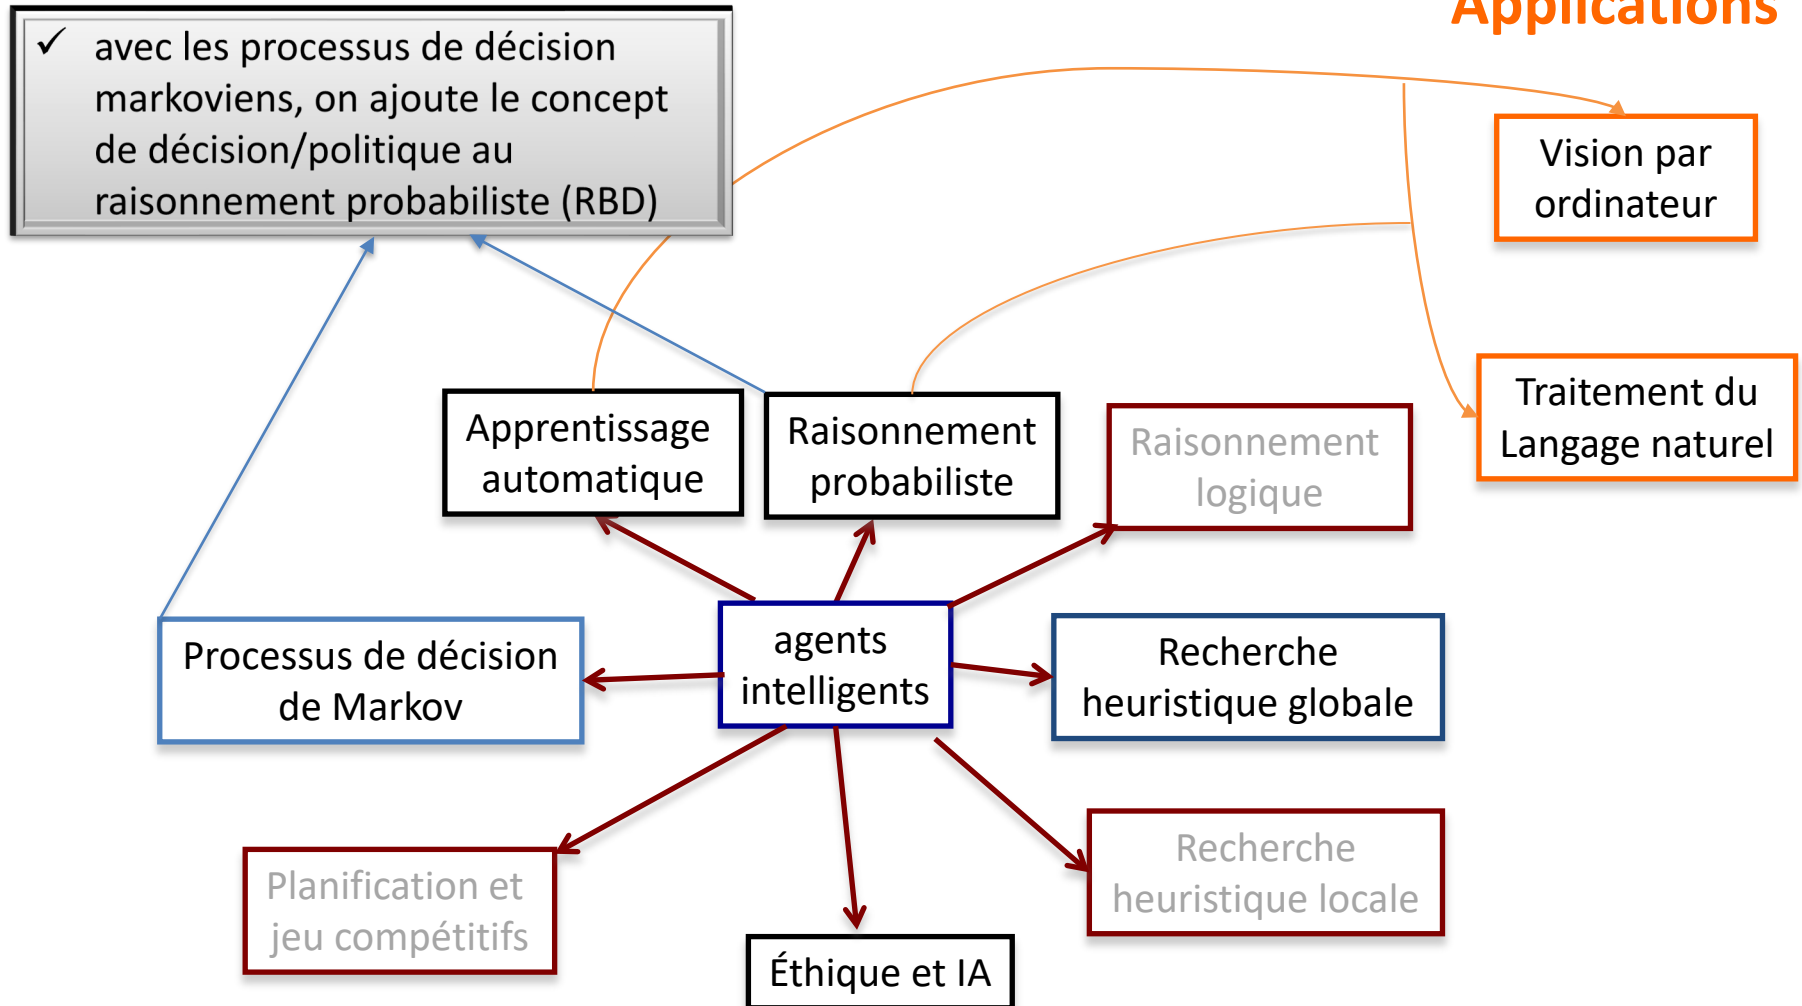 Applications
✓ avec les processus de décision
markoviens, on ajoute le concept
de décision/politique au
raisonnement probabiliste (RBD)
Vision par
ordinateur
Traitement du
Langage naturel
Apprentissage
automatique
Raisonnement
probabiliste
Raisonnement
logique
Processus de décision
de Markov
agents
intelligents
Recherche
heuristique globale
Planification et
jeu compétitifs
Recherche
heuristique locale
Éthique et IA